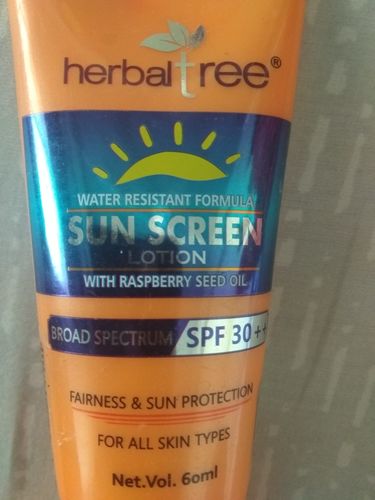 herbaltree®
WATER RESISTANT FORMULA
SUN SCREEN
LOTION
WITH RASPBERRY SEED OIL
BROAD SPECTRUM SPF 30++
FAIRNESS & SUN PROTECTION
FOR ALL SKIN TYPES
Net.Vol. 60ml